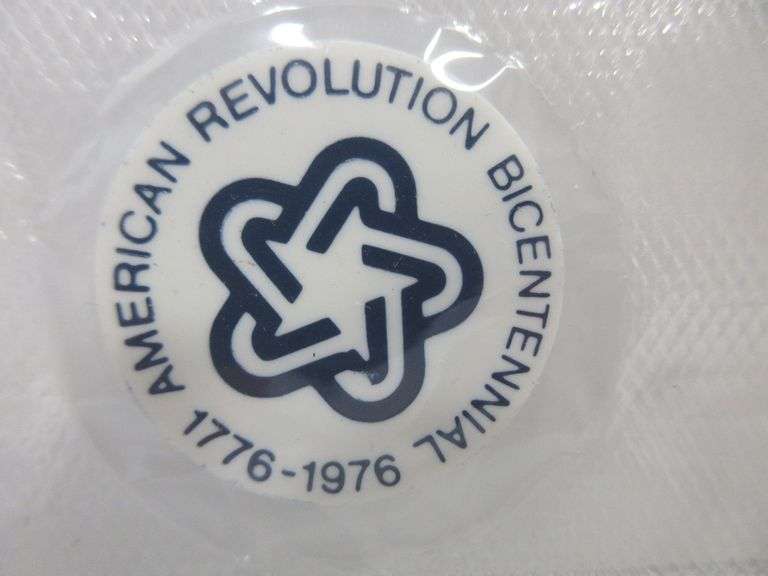 AMERICAN REVOLUTION BICENTENNIAL
1776-1976